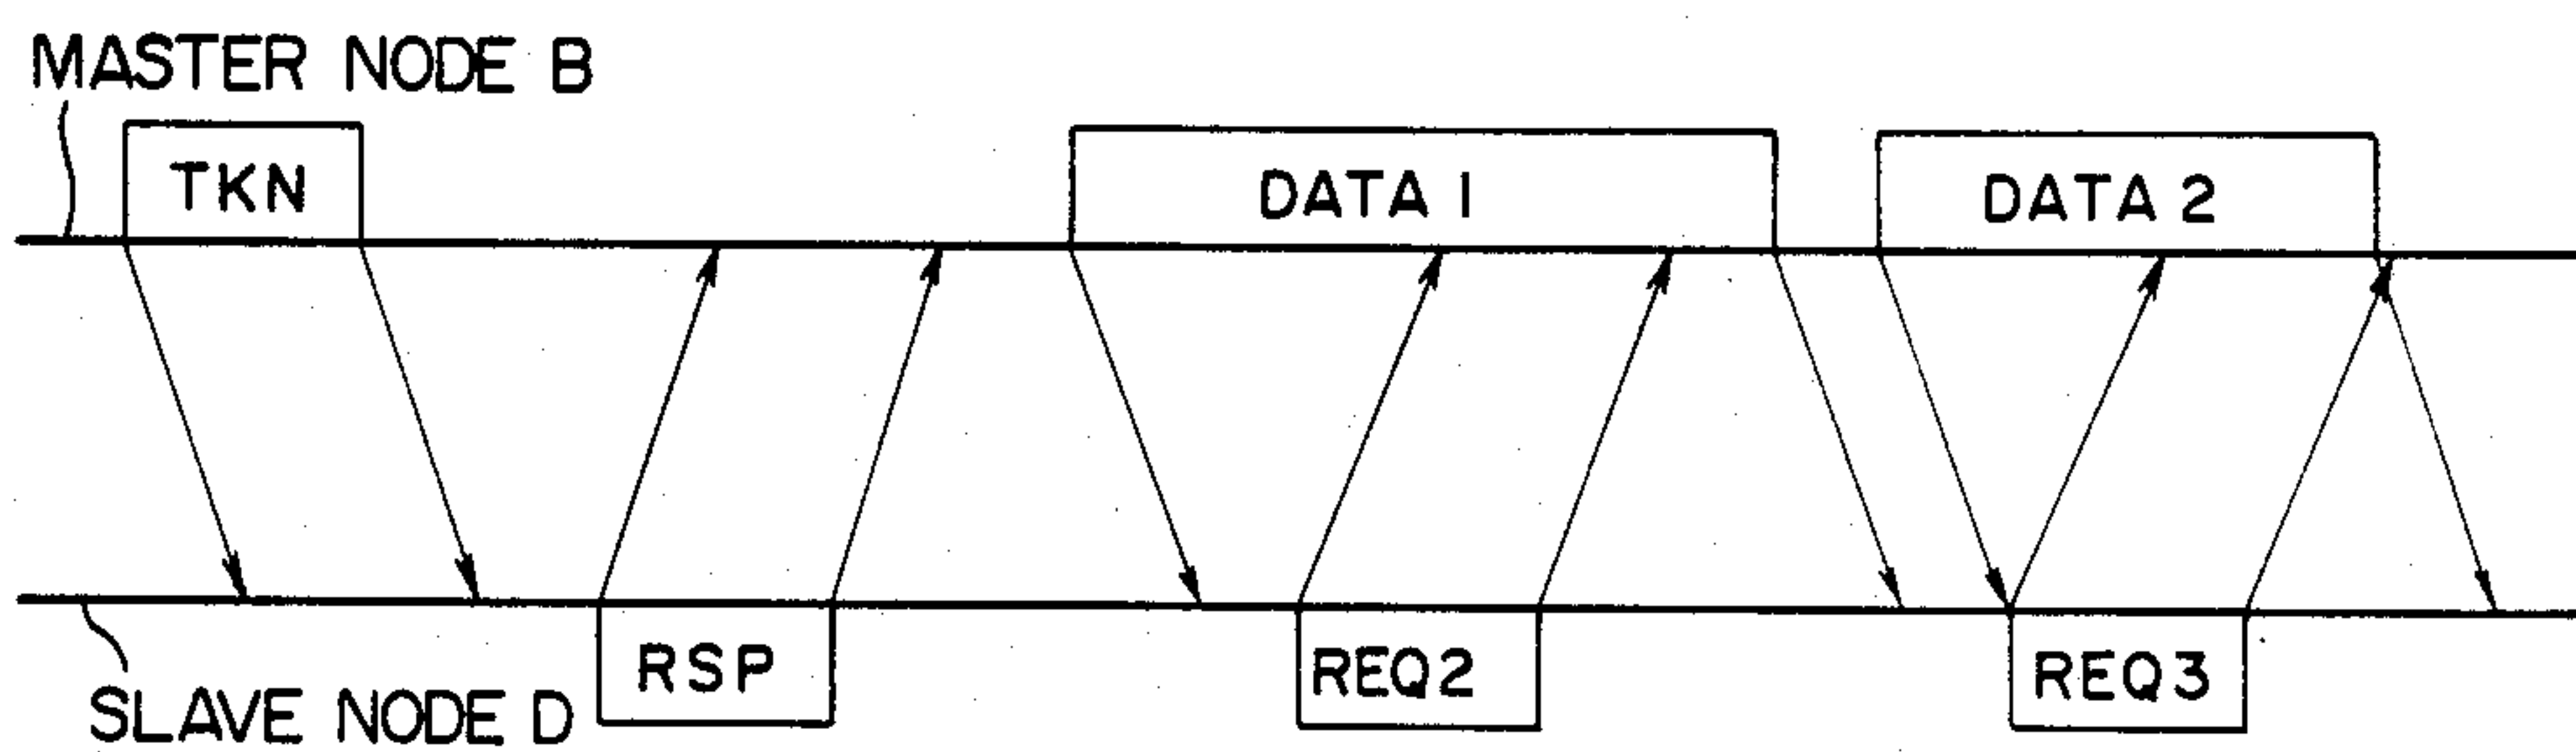 MASTER NODE B
TKN
DATA 1
DATA 2
RSP
REQ2
REQ3
SLAVE NODE D